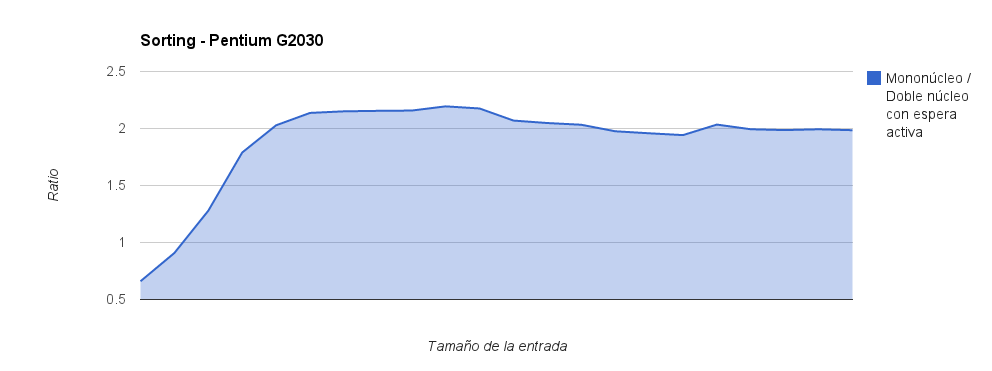 Sorting - Pentium G2030
2.5
2
1.5
1
0.5
Ratio
Tamaño de la entrada
Mononúcleo /
Doble núcleo
con espera
activa